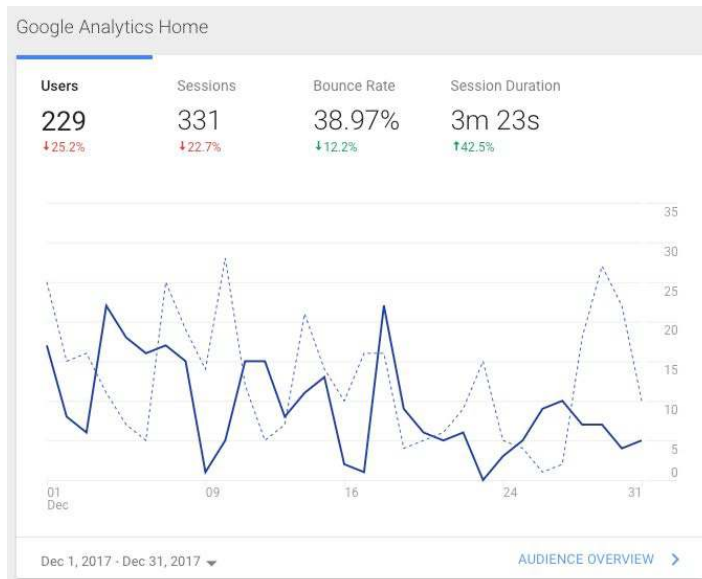 Google Analytics Home
Users Sessions Bounce Rate Session Duration
229 331 38.97% 3m 23s
↓25.2% ↓22.7% ↓12.2% ↑42.5%
35
30
25
20
15
10
5
0
01 09 16 24 31
Dec
Dec 1, 2017 - Dec 31, 2017
AUDIENCE OVERVIEW